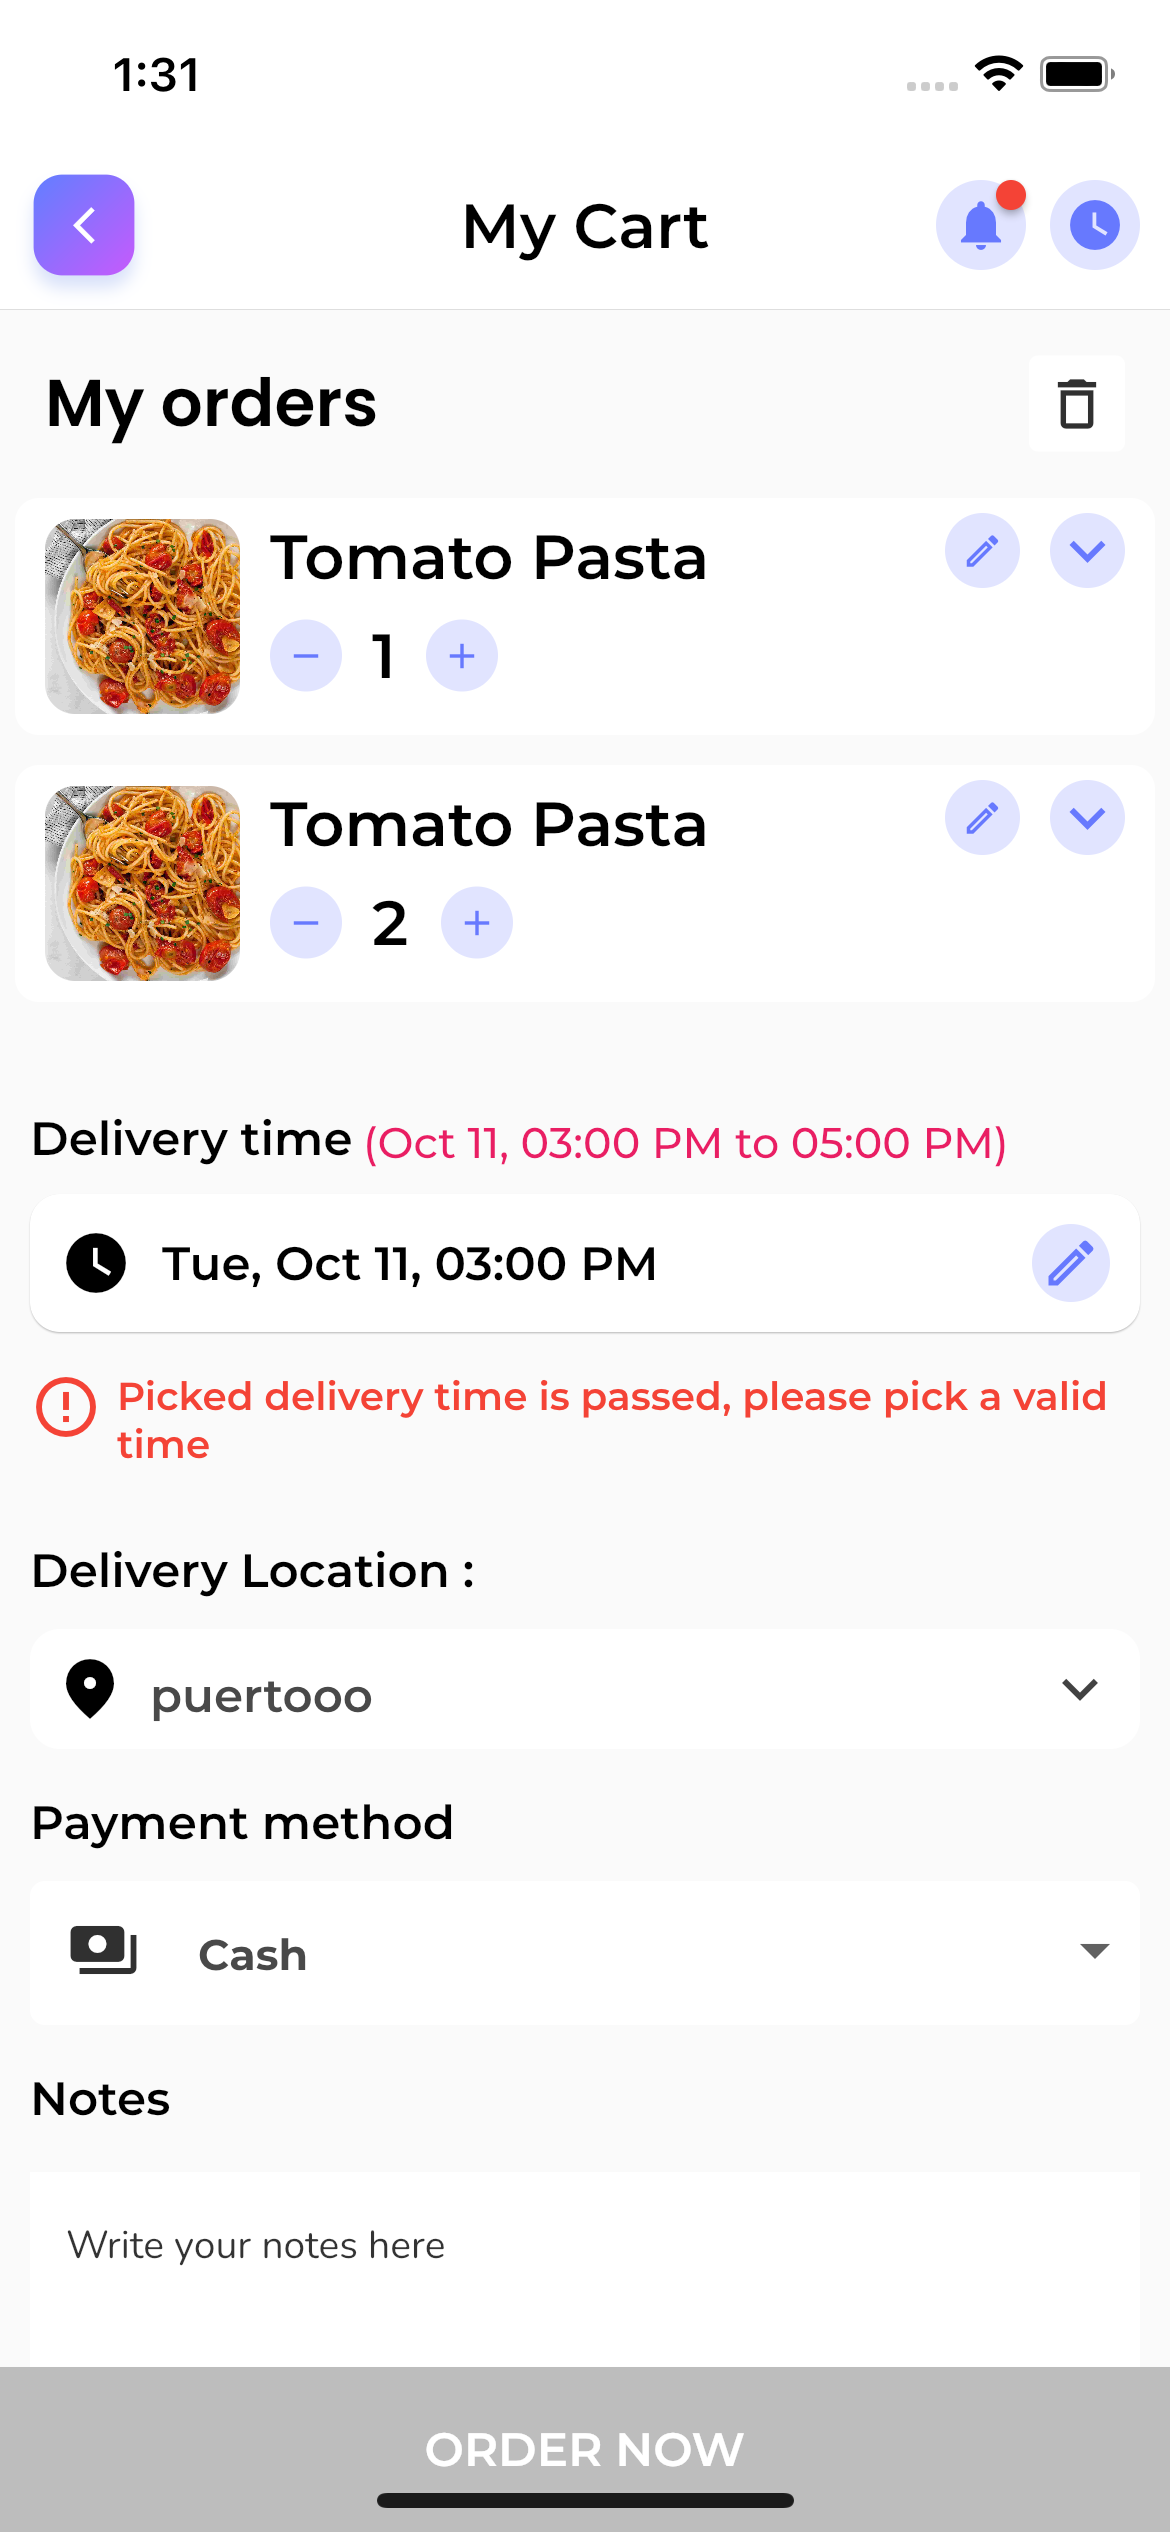 1:31
My Cart
My orders
Tomato Pasta
1
Tomato Pasta
2
Delivery time (Oct 11, 03:00 PM to 05:00 PM)
Tue, Oct 11, 03:00 PM
Picked delivery time is passed, please pick a valid
time
Delivery Location :
puertooo
Payment method
Cash
Notes
Write your notes here
ORDER NOW